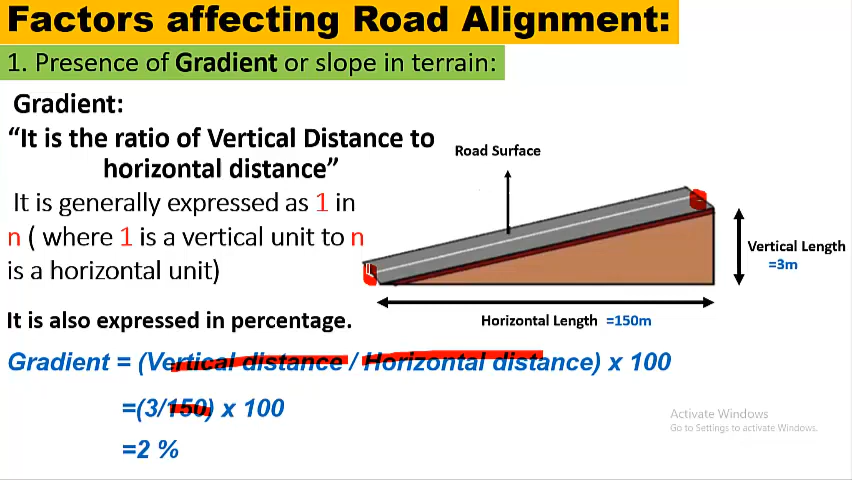 Factors affecting Road Alignment:
1. Presence of Gradient or slope in terrain:
Gradient:
“It is the ratio of Vertical Distance to
horizontal distance”
It is generally expressed as 1 in
n ( where 1 is a vertical unit to n
is a horizontal unit)
It is also expressed in percentage.
Road Surface
Vertical Length
=3m
Horizontal Length =150m
Gradient = (Vertical distance / Horizontal distance) x 100
=(3/150) x 100
=2 %
Activate Windows
Go to Settings to activate Windows.